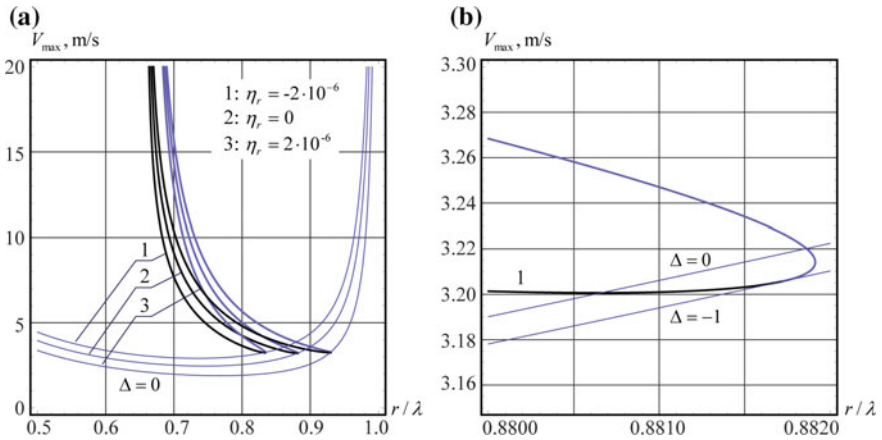 (a)
V_max, m/s
20
15
10
5
0
1: η_r = -2·10^-6
2: η_r = 0
3: η_r = 2·10^-6
1
2
3
Δ = 0
0.5 0.6 0.7 0.8 0.9 1.0 r/λ
(b)
V_max, m/s
3.30
3.28
3.26
3.24
3.22
3.20
3.18
3.16
Δ = 0
1
Δ = -1
0.8800 0.8810 0.8820
r/λ